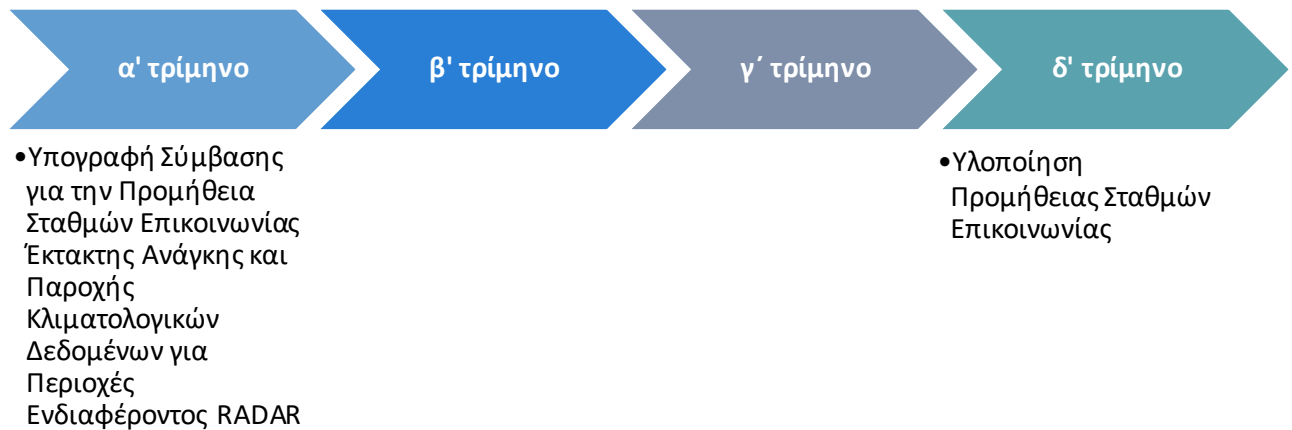 α' τρίμηνο
β' τρίμηνο
γ΄ τρίμηνο
δ' τρίμηνο
•Υπογραφή Σύμβασης
για την Προμήθεια
Σταθμών Επικοινωνίας
Έκτακτης Ανάγκης και
Παροχής
Κλιματολογικών
Δεδομένων για
Περιοχές
Ενδιαφέροντος RADAR
•Υλοποίηση
Προμήθειας Σταθμών
Επικοινωνίας